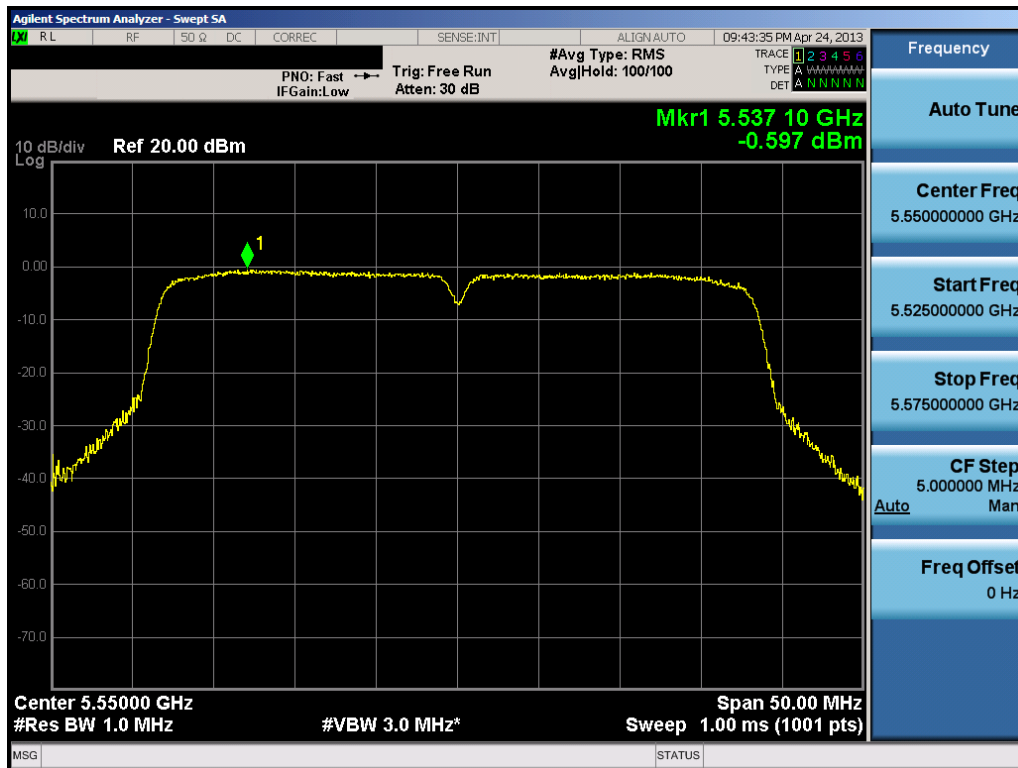 Agilent Spectrum Analyzer - Swept SA
LXI RL RF 50 Ω DC CORREC SENSE:INT ALIGNAUTO 09:43:35 PM Apr 24, 2013
PNO: Fast Trig: Free Run #Avg Type: RMS TRACE 1 2 3 4 5 6
IFGain:Low Atten: 30 dB Avg|Hold: 100/100 TYPE A WWWWWW
DET A N N N N N
Mkr1 5.537 10 GHz
-0.597 dBm
10 dB/div Ref 20.00 dBm
Log
1
10.0
0.00
-10.0
-20.0
-30.0
-40.0
-50.0
-60.0
-70.0
Center 5.55000 GHz Span 50.00 MHz
#Res BW 1.0 MHz #VBW 3.0 MHz* Sweep 1.00 ms (1001 pts)
MSG STATUS
Frequency
Auto Tune
Center Freq
5.550000000 GHz
Start Freq
5.525000000 GHz
Stop Freq
5.575000000 GHz
CF Step
5.000000 MHz
Auto Man
Freq Offset
0 Hz